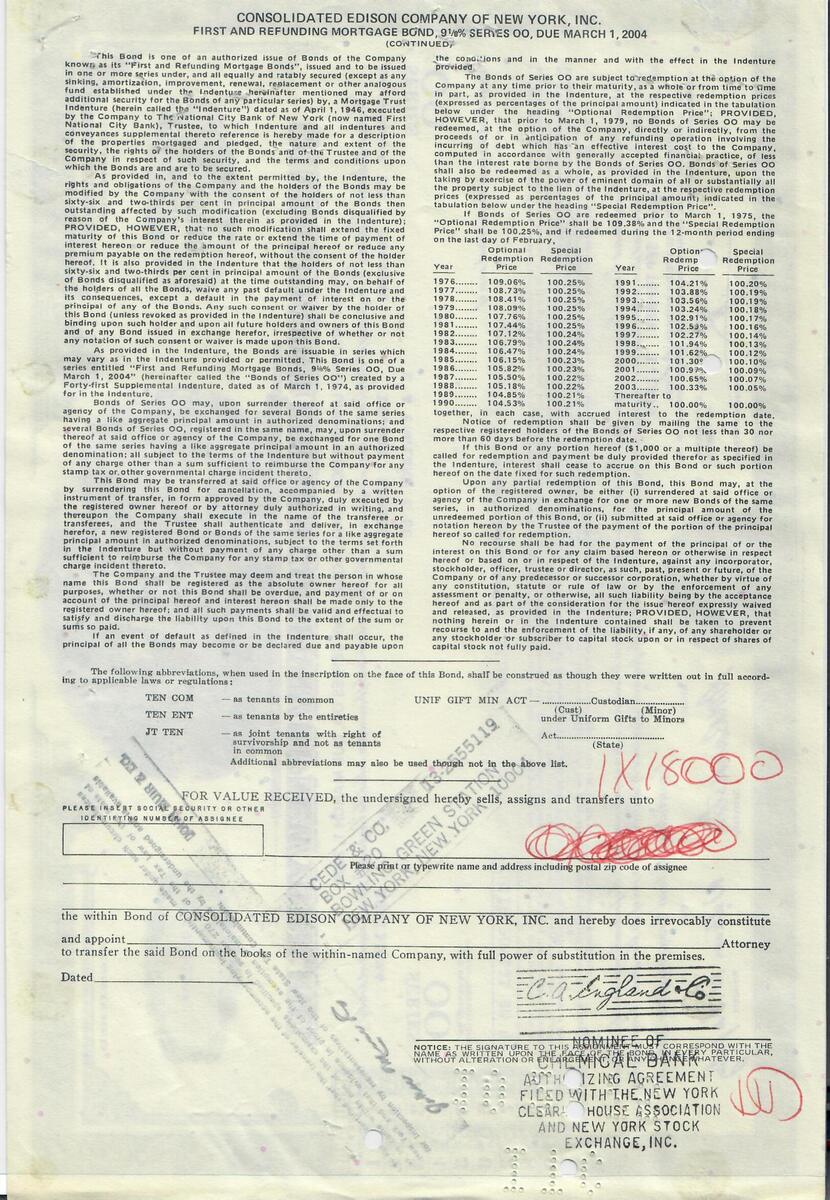 CONSOLIDATED EDISON COMPANY OF NEW YORK, INC.
FIRST AND REFUNDING MORTGAGE BOND, 9⅛% SERIES OO, DUE MARCH 1, 2004
(CONTINUED)
This Bond is one of an authorized issue of Bonds of the Company
known as its "First and Refunding Mortgage Bonds", issued and to be issued
in one or more series under, and all equally and ratably secured (except as any
sinking, amortization, improvement, renewal, replacement or other analogous
fund established under the Indenture hereinafter mentioned may afford
additional security for the Bonds of any particular series) by a Mortgage Trust
Indenture (herein called the "Indenture") dated as of April 1, 1946, executed
by the Company to The National City Bank of New York (now named First
National City Bank), Trustee, to which Indenture and all indentures and
conveyances supplemental thereto reference is hereby made for a description
of the properties mortgaged and pledged, the nature and extent of the
security, the rights of the holders of the Bonds and of the Trustee and of the
Company in respect of such security, and the terms and conditions upon
which the Bonds are and are to be secured.
As provided in, and to the extent permitted by, the Indenture, the
rights and obligations of the Company and the holders of the Bonds may be
modified by the Company with the consent of the holders of not less than
sixty-six and two-thirds per cent in principal amount of the Bonds then
outstanding affected by such modification (excluding Bonds disqualified by
reason of the Company's interest therein as provided in the Indenture);
PROVIDED, HOWEVER, that no such modification shall extend the fixed
maturity of this Bond or reduce the rate or extend the time of payment of
interest hereon or reduce the amount of the principal hereof or reduce any
premium payable on the redemption hereof, without the consent of the holder
hereof. It is also provided in the Indenture that the holders of not less than
sixty-six and two-thirds per cent in principal amount of the Bonds (exclusive
of Bonds disqualified as aforesaid) at the time outstanding may, on behalf of
the holders of all the Bonds, waive any past default under the Indenture and
its consequences, except a default in the payment of interest on or the
principal of any of the Bonds. Any such consent or waiver by the holder of
this Bond (unless revoked as provided in the Indenture) shall be conclusive and
binding upon such holder and upon all future holders and owners of this Bond
and of any Bond issued in exchange herefor, irrespective of whether or not
any notation of such consent or waiver is made upon this Bond.
As provided in the Indenture, the Bonds are issuable in series which
may vary as in the Indenture provided or permitted. This Bond is one of a
series entitled "First and Refunding Mortgage Bonds, 9⅛% Series OO, Due
March 1, 2004" (hereinafter called the "Bonds of Series OO") created by a
Forty-first Supplemental Indenture, dated as of March 1, 1974, as provided
for in the Indenture.
Bonds of Series OO may, upon surrender thereof at said office or
agency of the Company, be exchanged for several Bonds of the same series
having a like aggregate principal amount in authorized denominations; and
several Bonds of Series OO, registered in the same name, may, upon surrender
thereof at said office or agency of the Company, be exchanged for one Bond
of the same series having a like aggregate principal amount in an authorized
denomination; all subject to the terms of the Indenture but without payment
of any charge other than a sum sufficient to reimburse the Company for any
stamp tax or other governmental charge incident thereto.
This Bond may be transferred at said office or agency of the Company
by surrendering this Bond for cancellation, accompanied by a written
instrument of transfer, in form approved by the Company, duly executed by
the registered owner hereof or by attorney duly authorized in writing, and
thereupon the Company shall execute in the name of the transferee or
transferees, and the Trustee shall authenticate and deliver, in exchange
herefor, a new registered Bond or Bonds of the same series for a like aggregate
principal amount in authorized denominations, subject to the terms set forth
in the Indenture but without payment of any charge other than a sum
sufficient to reimburse the Company for any stamp tax or other governmental
charge incident thereto.
The Company and the Trustee may deem and treat the person in whose
name this Bond shall be registered as the absolute owner hereof for all
purposes, whether or not this Bond shall be overdue, and payment of or on
account of the principal hereof and interest hereon shall be made only to the
registered owner hereof; and all such payments shall be valid and effectual to
satisfy and discharge the liability upon this Bond to the extent of the sum or
sums so paid.
If an event of default as defined in the Indenture shall occur, the
principal of all the Bonds may become or be declared due and payable upon
the conditions and in the manner and with the effect in the Indenture
provided.
The Bonds of Series OO are subject to redemption at the option of the
Company at any time prior to their maturity, as a whole or from time to time
in part, as provided in the Indenture, at the respective redemption prices
(expressed as percentages of the principal amount) indicated in the tabulation
below under the heading "Optional Redemption Price"; PROVIDED,
HOWEVER, that prior to March 1, 1979, no Bonds of Series OO may be
redeemed, at the option of the Company, directly or indirectly, from the
proceeds of or in anticipation of any refunding operation involving the
incurring of debt which has an effective interest cost to the Company,
computed in accordance with generally accepted financial practice, of less
than the interest rate borne by the Bonds of Series OO. Bonds of Series OO
shall also be redeemed as a whole, as provided in the Indenture, upon the
taking by exercise of the power of eminent domain of all or substantially all
the property subject to the lien of the Indenture, at the respective redemption
prices (expressed as percentages of the principal amount) indicated in the
tabulation below under the heading "Special Redemption Price".
If Bonds of Series OO are redeemed prior to March 1, 1975, the
"Optional Redemption Price" shall be 109.38% and the "Special Redemption
Price" shall be 100.25%, and if redeemed during the 12-month period ending
on the last day of February,
Year Optional Redemption Price Special Redemption Price Year Option Redemp Price Special Redemption Price
1976....... 109.06% 100.25% 1991....... 104.21% 100.20%
1977....... 108.73% 100.25% 1992....... 103.88% 100.19%
1978....... 108.41% 100.25% 1993....... 103.56% 100.19%
1979....... 108.09% 100.25% 1994....... 103.24% 100.18%
1980....... 107.76% 100.25% 1995....... 102.91% 100.17%
1981....... 107.44% 100.25% 1996....... 102.59% 100.16%
1982....... 107.12% 100.24% 1997....... 102.27% 100.14%
1983....... 106.79% 100.24% 1998....... 101.94% 100.13%
1984....... 106.47% 100.24% 1999....... 101.62% 100.12%
1985....... 106.15% 100.23% 2000....... 101.30% 100.10%
1986....... 105.82% 100.23% 2001....... 100.97% 100.09%
1987....... 105.50% 100.22% 2002....... 100.65% 100.07%
1988....... 105.18% 100.22% 2003....... 100.33% 100.05%
1989....... 104.85% 100.21% Thereafter to
1990....... 104.53% 100.21% maturity.. 100.00% 100.00%
together, in each case, with accrued interest to the redemption date.
Notice of redemption shall be given by mailing the same to the
respective registered holders of the Bonds of Series OO not less than 30 nor
more than 60 days before the redemption date.
If this Bond or any portion hereof ($1,000 or a multiple thereof) be
called for redemption and payment be duly provided therefor as specified in
the Indenture, interest shall cease to accrue on this Bond or such portion
hereof on the date fixed for such redemption.
Upon any partial redemption of this Bond, this Bond may, at the
option of the registered owner, be either (i) surrendered at said office or
agency of the Company in exchange for one or more new Bonds of the same
series, in authorized denominations, for the principal amount of the
unredeemed portion of this Bond, or (ii) submitted at said office or agency for
notation hereon by the Trustee of the payment of the portion of the principal
hereof so called for redemption.
No recourse shall be had for the payment of the principal of or the
interest on this Bond or for any claim based hereon or otherwise in respect
hereof or based on or in respect of the Indenture, against any incorporator,
stockholder, officer, trustee or director, as such, past, present or future, of the
Company or of any predecessor or successor corporation, whether by virtue of
any constitution, statute or rule of law or by the enforcement of any
assessment or penalty, or otherwise, all such liability being by the acceptance
hereof and as part of the consideration for the issue hereof expressly waived
and released, as provided in the Indenture; PROVIDED, HOWEVER, that
nothing herein or in the Indenture contained shall be taken to prevent
recourse to and the enforcement of the liability, if any, of any shareholder or
any stockholder or subscriber to capital stock upon or in respect of shares of
capital stock not fully paid.
The following abbreviations, when used in the inscription on the face of this Bond, shall be construed as though they were written out in full accord-
ing to applicable laws or regulations:
TEN COM — as tenants in common
TEN ENT — as tenants by the entireties
JT TEN — as joint tenants with right of
survivorship and not as tenants
in common
UNIF GIFT MIN ACT — ..............Custodian..............
(Cust) (Minor)
under Uniform Gifts to Minors
Act......................
(State)
Additional abbreviations may also be used though not in the above list.
1X18000
FOR VALUE RECEIVED, the undersigned hereby sells, assigns and transfers unto
PLEASE INSERT SOCIAL SECURITY OR OTHER
IDENTIFYING NUMBER OF ASSIGNEE
13-2555119
CEDE & CO.
BOX
BOWLING GREEN STATION
NEW YORK, NEW YORK 10004
Please print or typewrite name and address including postal zip code of assignee
the within Bond of CONSOLIDATED EDISON COMPANY OF NEW YORK, INC. and hereby does irrevocably constitute
and appoint Attorney
to transfer the said Bond on the books of the within-named Company, with full power of substitution in the premises.
Dated
C. A. England & Co
NOTICE: THE SIGNATURE TO THIS ASSIGNMENT MUST CORRESPOND WITH THE
NAME AS WRITTEN UPON THE FACE OF THE BOND, IN EVERY PARTICULAR,
WITHOUT ALTERATION OR ENLARGEMENT, OR ANY CHANGE WHATEVER.
NOMINEE OF
CHEMICAL BANK
AUTHORIZING AGREEMENT
FILED WITH THE NEW YORK
CLEARING HOUSE ASSOCIATION
AND NEW YORK STOCK
EXCHANGE, INC.